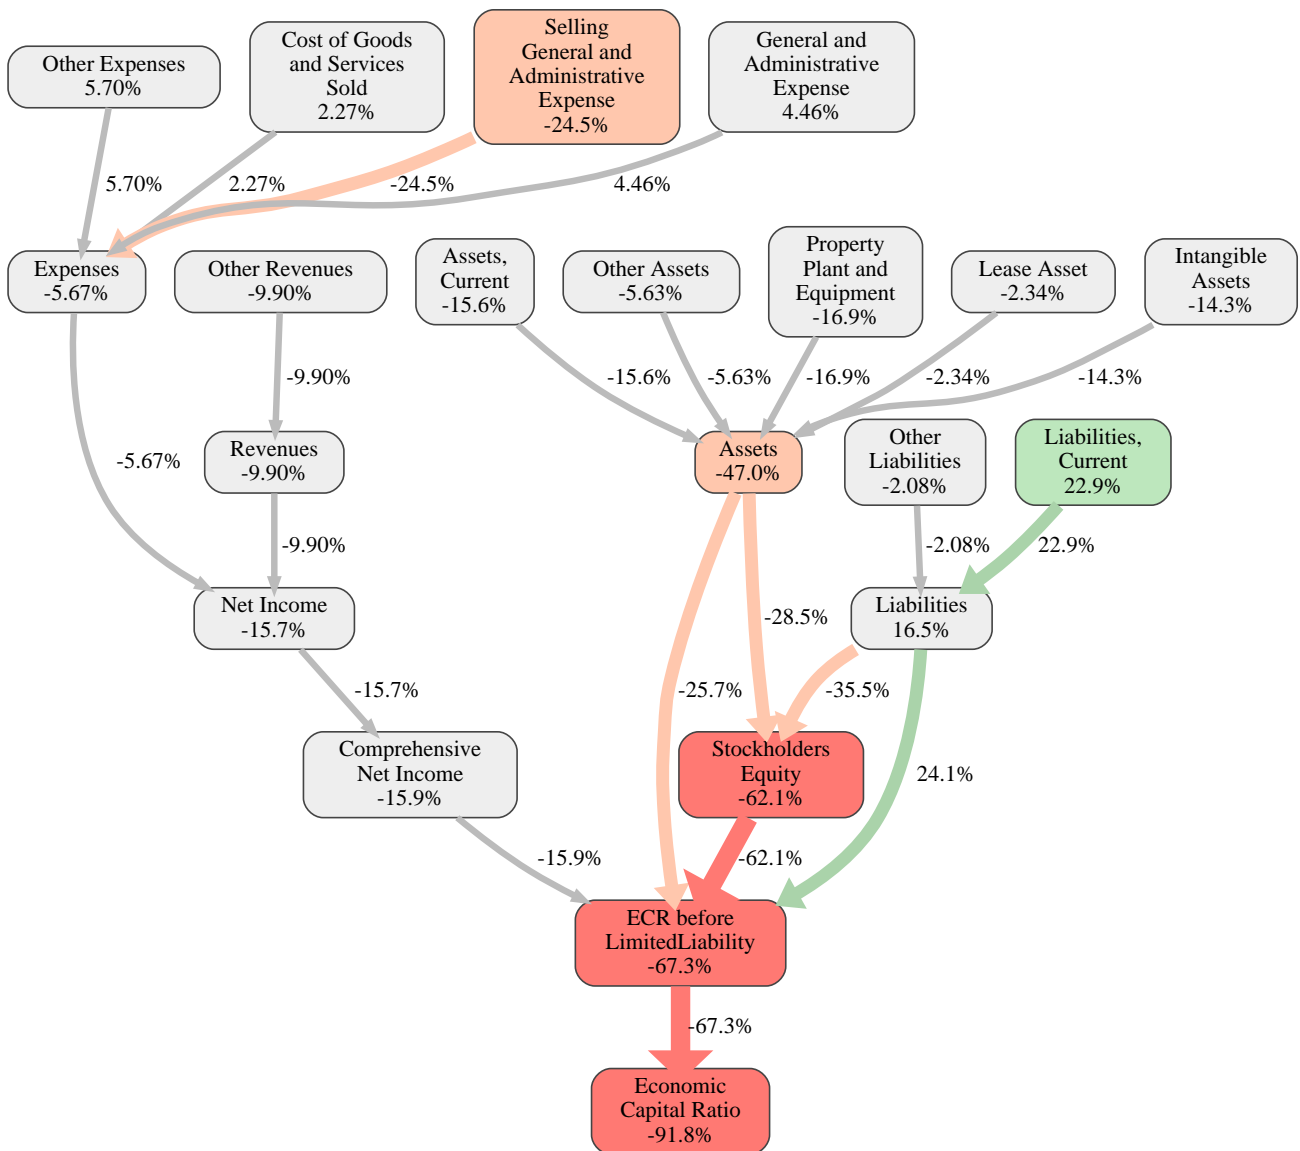 Other Expenses
5.70%
Cost of Goods
and Services
Sold
2.27%
Selling
General and
Administrative
Expense
-24.5%
General and
Administrative
Expense
4.46%
5.70%
2.27%
-24.5%
4.46%
Expenses
-5.67%
Other Revenues
-9.90%
Assets,
Current
-15.6%
Other Assets
-5.63%
Property
Plant and
Equipment
-16.9%
Lease Asset
-2.34%
Intangible
Assets
-14.3%
-9.90%
-15.6%
-5.63%
-16.9%
-2.34%
-14.3%
-5.67%
Revenues
-9.90%
Assets
-47.0%
Other
Liabilities
-2.08%
Liabilities,
Current
22.9%
-9.90%
-2.08%
22.9%
Net Income
-15.7%
-28.5%
Liabilities
16.5%
-15.7%
-25.7%
-35.5%
Comprehensive
Net Income
-15.9%
Stockholders
Equity
-62.1%
24.1%
-15.9%
-62.1%
ECR before
LimitedLiability
-67.3%
-67.3%
Economic
Capital Ratio
-91.8%